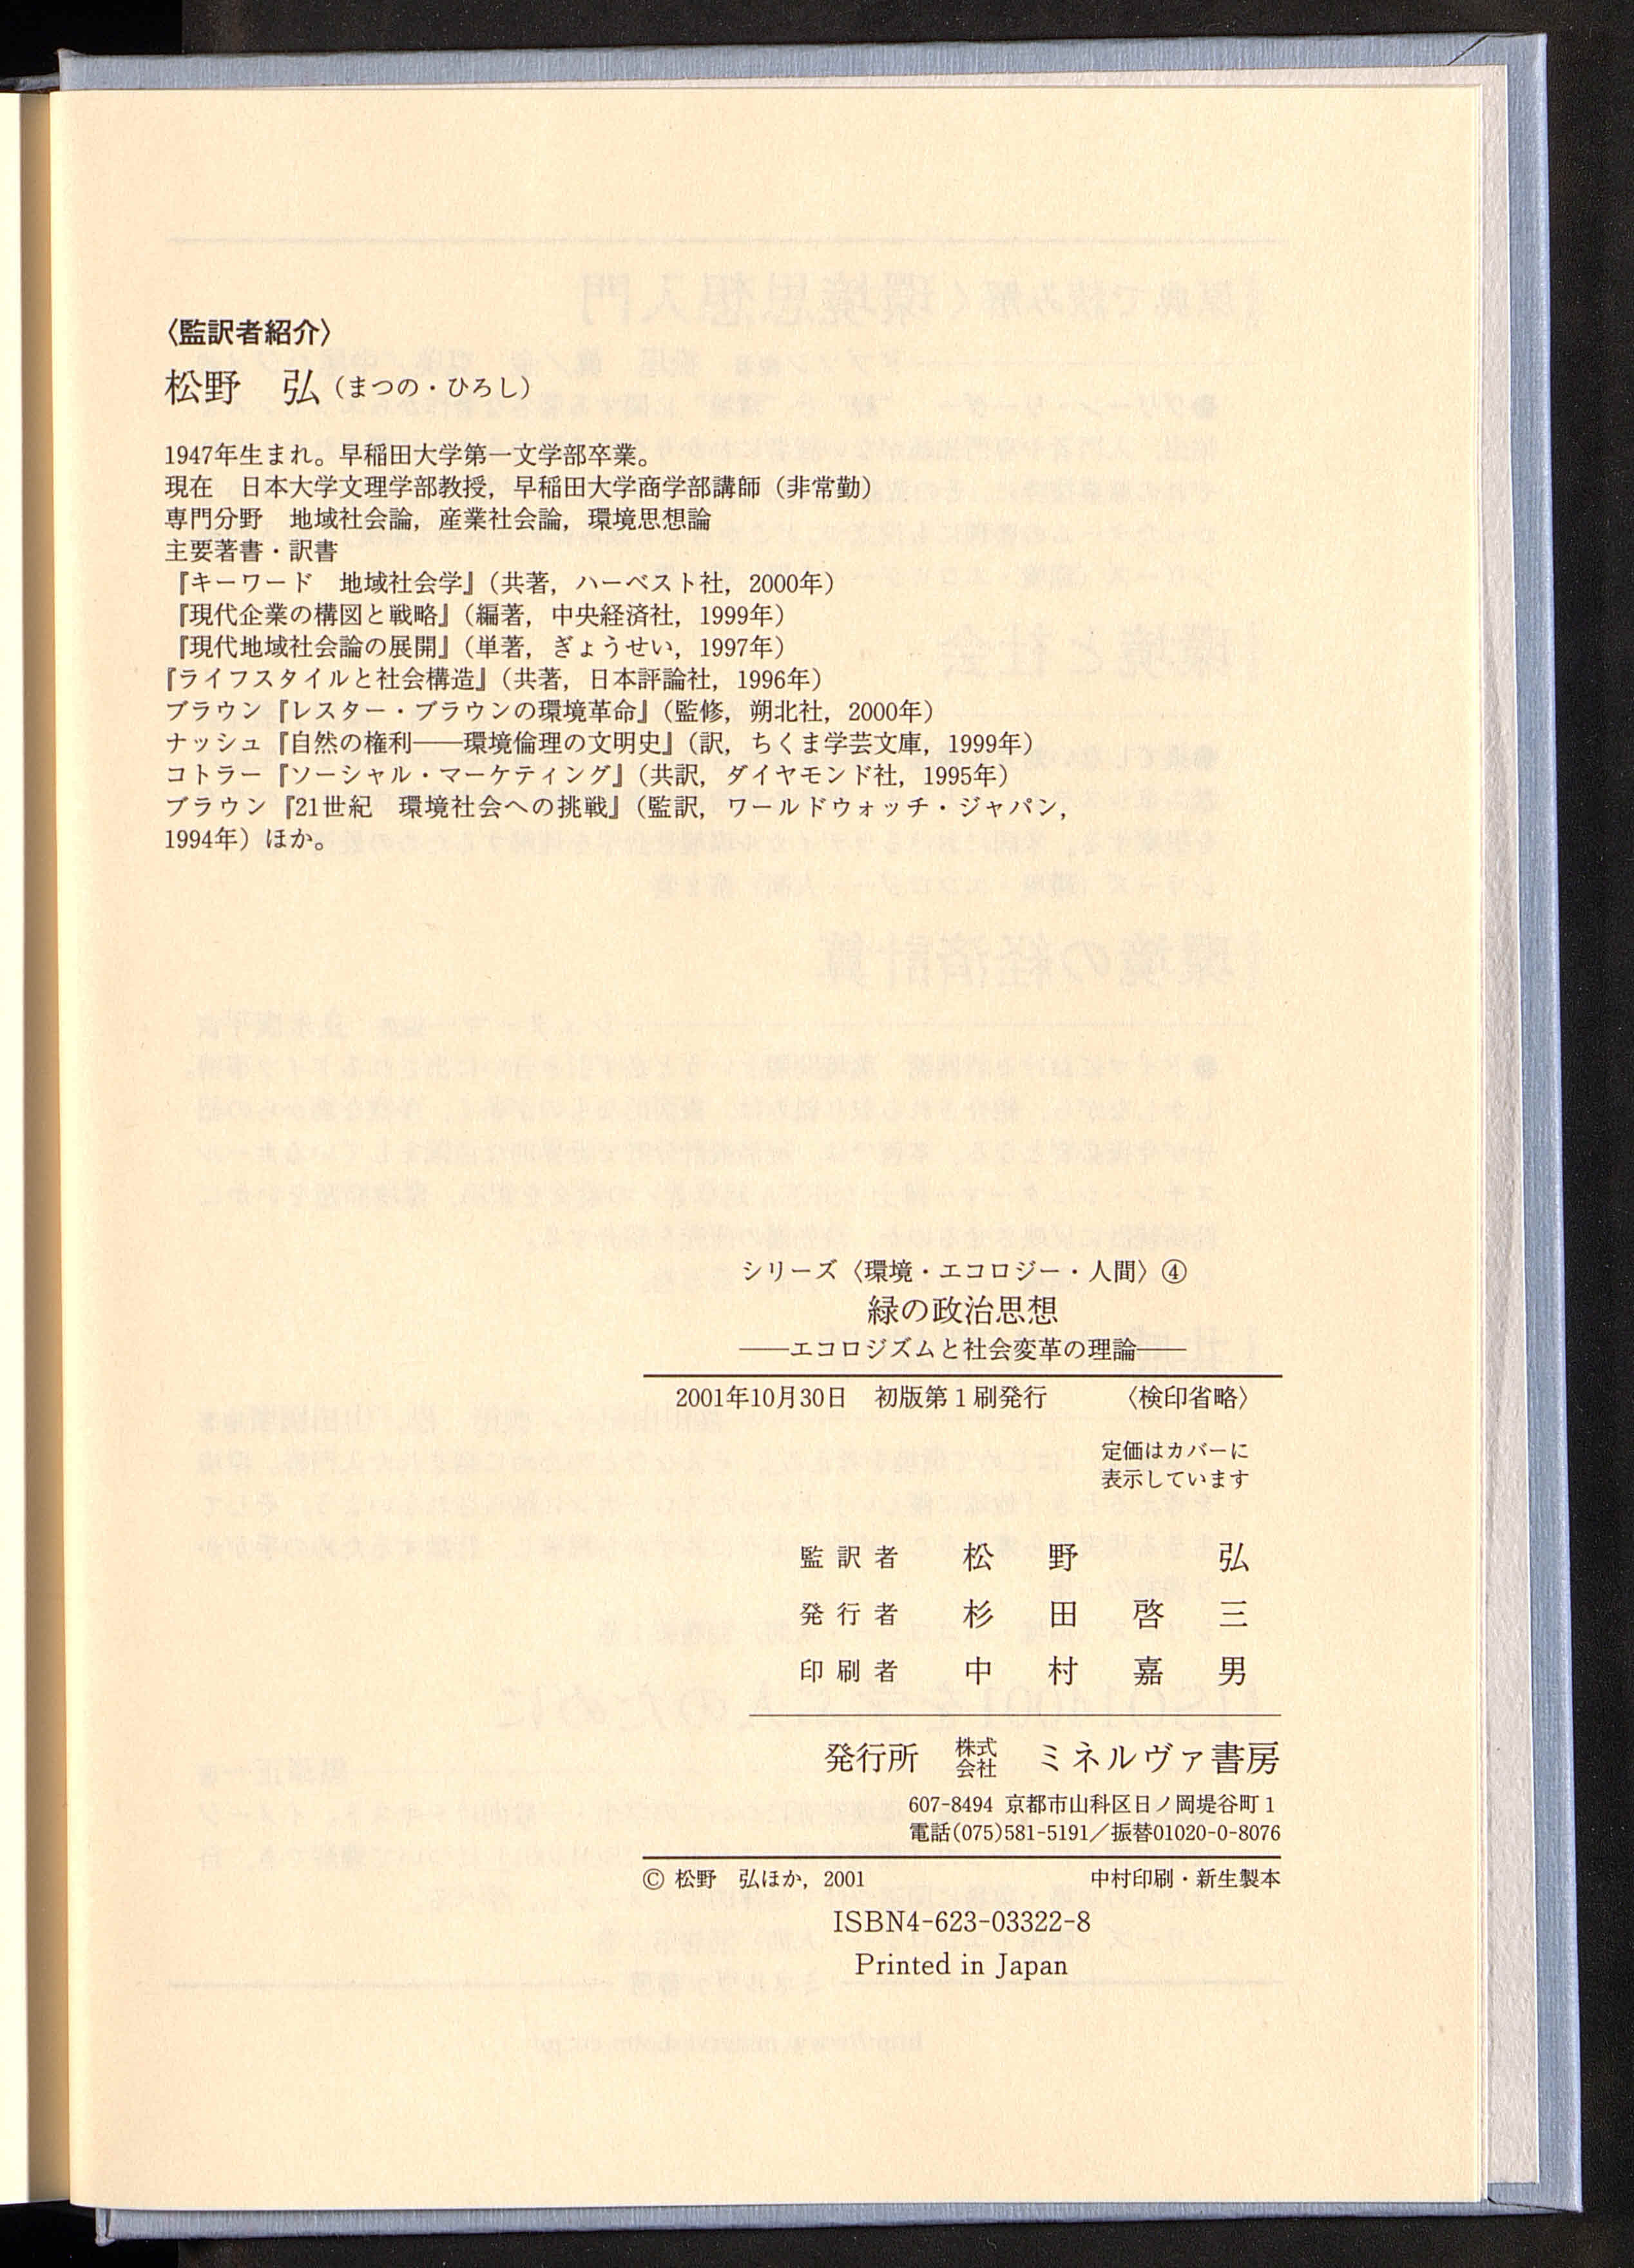 〈監訳者紹介〉
松野　弘（まつの・ひろし）
1947年生まれ。早稲田大学第一文学部卒業。
現在　日本大学文理学部教授，早稲田大学商学部講師（非常勤）
専門分野　地域社会論，産業社会論，環境思想論
主要著書・訳書
『キーワード　地域社会学』（共著，ハーベスト社，2000年）
『現代企業の構図と戦略』（編著，中央経済社，1999年）
『現代地域社会論の展開』（単著，ぎょうせい，1997年）
『ライフスタイルと社会構造』（共著，日本評論社，1996年）
ブラウン『レスター・ブラウンの環境革命』（監修，朔北社，2000年）
ナッシュ『自然の権利――環境倫理の文明史』（訳，ちくま学芸文庫，1999年）
コトラー『ソーシャル・マーケティング』（共訳，ダイヤモンド社，1995年）
ブラウン『21世紀　環境社会への挑戦』（監訳，ワールドウォッチ・ジャパン，
1994年）ほか。
シリーズ〈環境・エコロジー・人間〉④
緑の政治思想
――エコロジズムと社会変革の理論――
2001年10月30日　初版第1刷発行　〈検印省略〉
定価はカバーに
表示しています
監訳者　松野　弘
発行者　杉田啓三
印刷者　中村嘉男
発行所　株式会社　ミネルヴァ書房
607-8494 京都市山科区日ノ岡堤谷町1
電話(075)581-5191／振替01020-0-8076
© 松野　弘ほか，2001　中村印刷・新生製本
ISBN4-623-03322-8
Printed in Japan